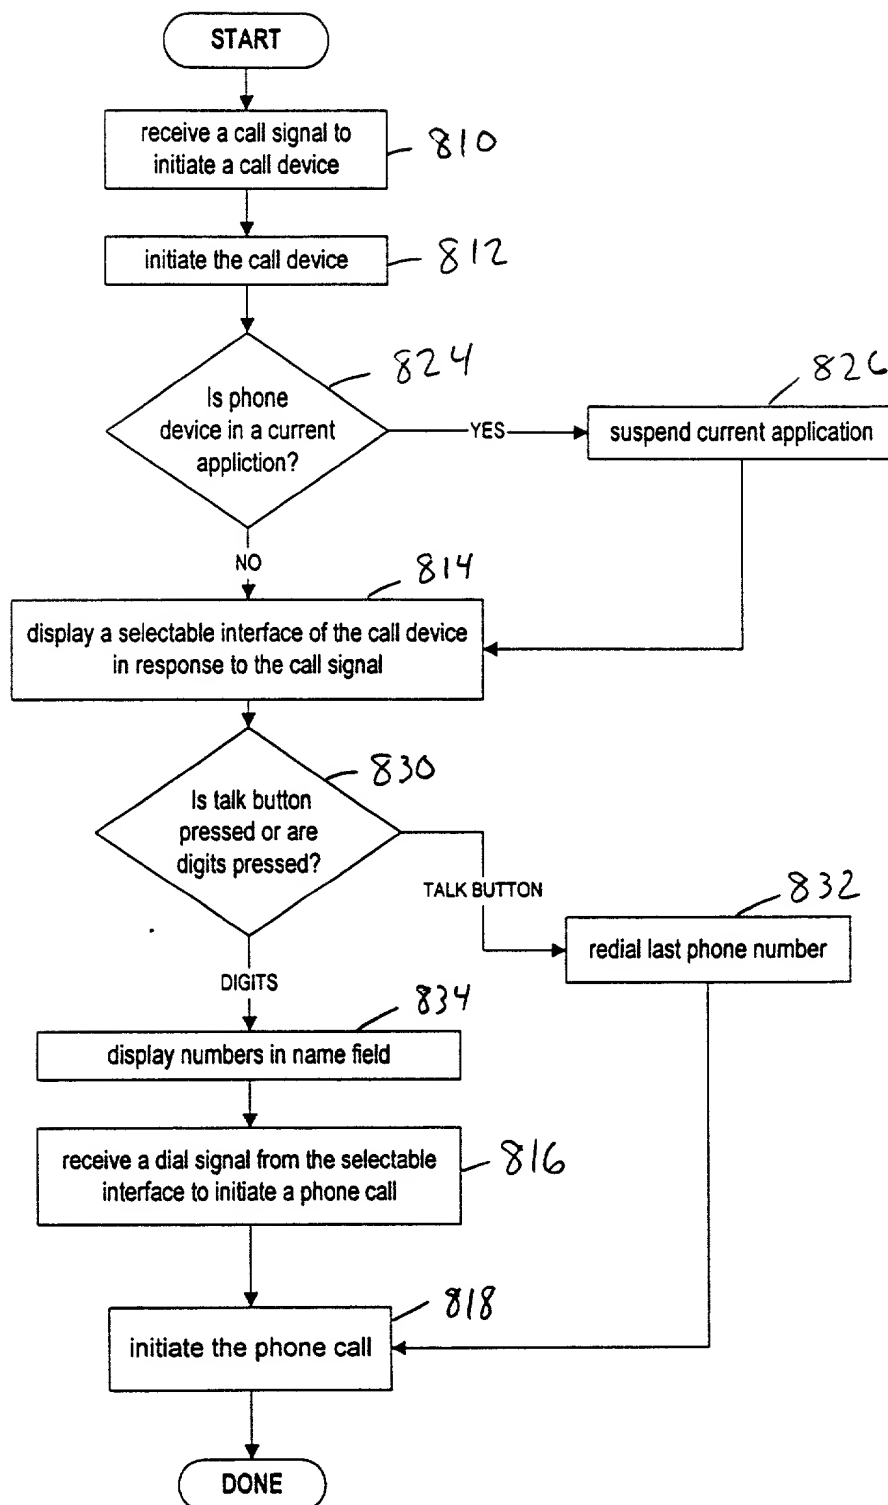 START
receive a call signal to
initiate a call device
810
initiate the call device
812
824
Is phone
device in a current
appliction?
YES
826
suspend current application
NO
814
display a selectable interface of the call device
in response to the call signal
830
Is talk button
pressed or are
digits pressed?
TALK BUTTON
832
redial last phone number
DIGITS
834
display numbers in name field
receive a dial signal from the selectable
interface to initiate a phone call
816
818
initiate the phone call
DONE